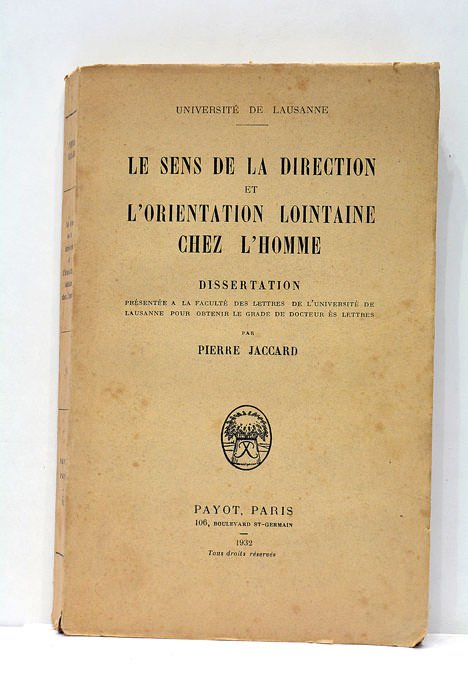 UNIVERSITÉ DE LAUSANNE
LE SENS DE LA DIRECTION
ET
L'ORIENTATION LOINTAINE
CHEZ L'HOMME
DISSERTATION
PRÉSENTÉE A LA FACULTÉ DES LETTRES DE L'UNIVERSITÉ DE
LAUSANNE POUR OBTENIR LE GRADE DE DOCTEUR ÈS LETTRES
PAR
PIERRE JACCARD
PAYOT, PARIS
106, BOULEVARD ST-GERMAIN
1932
Tous droits réservés